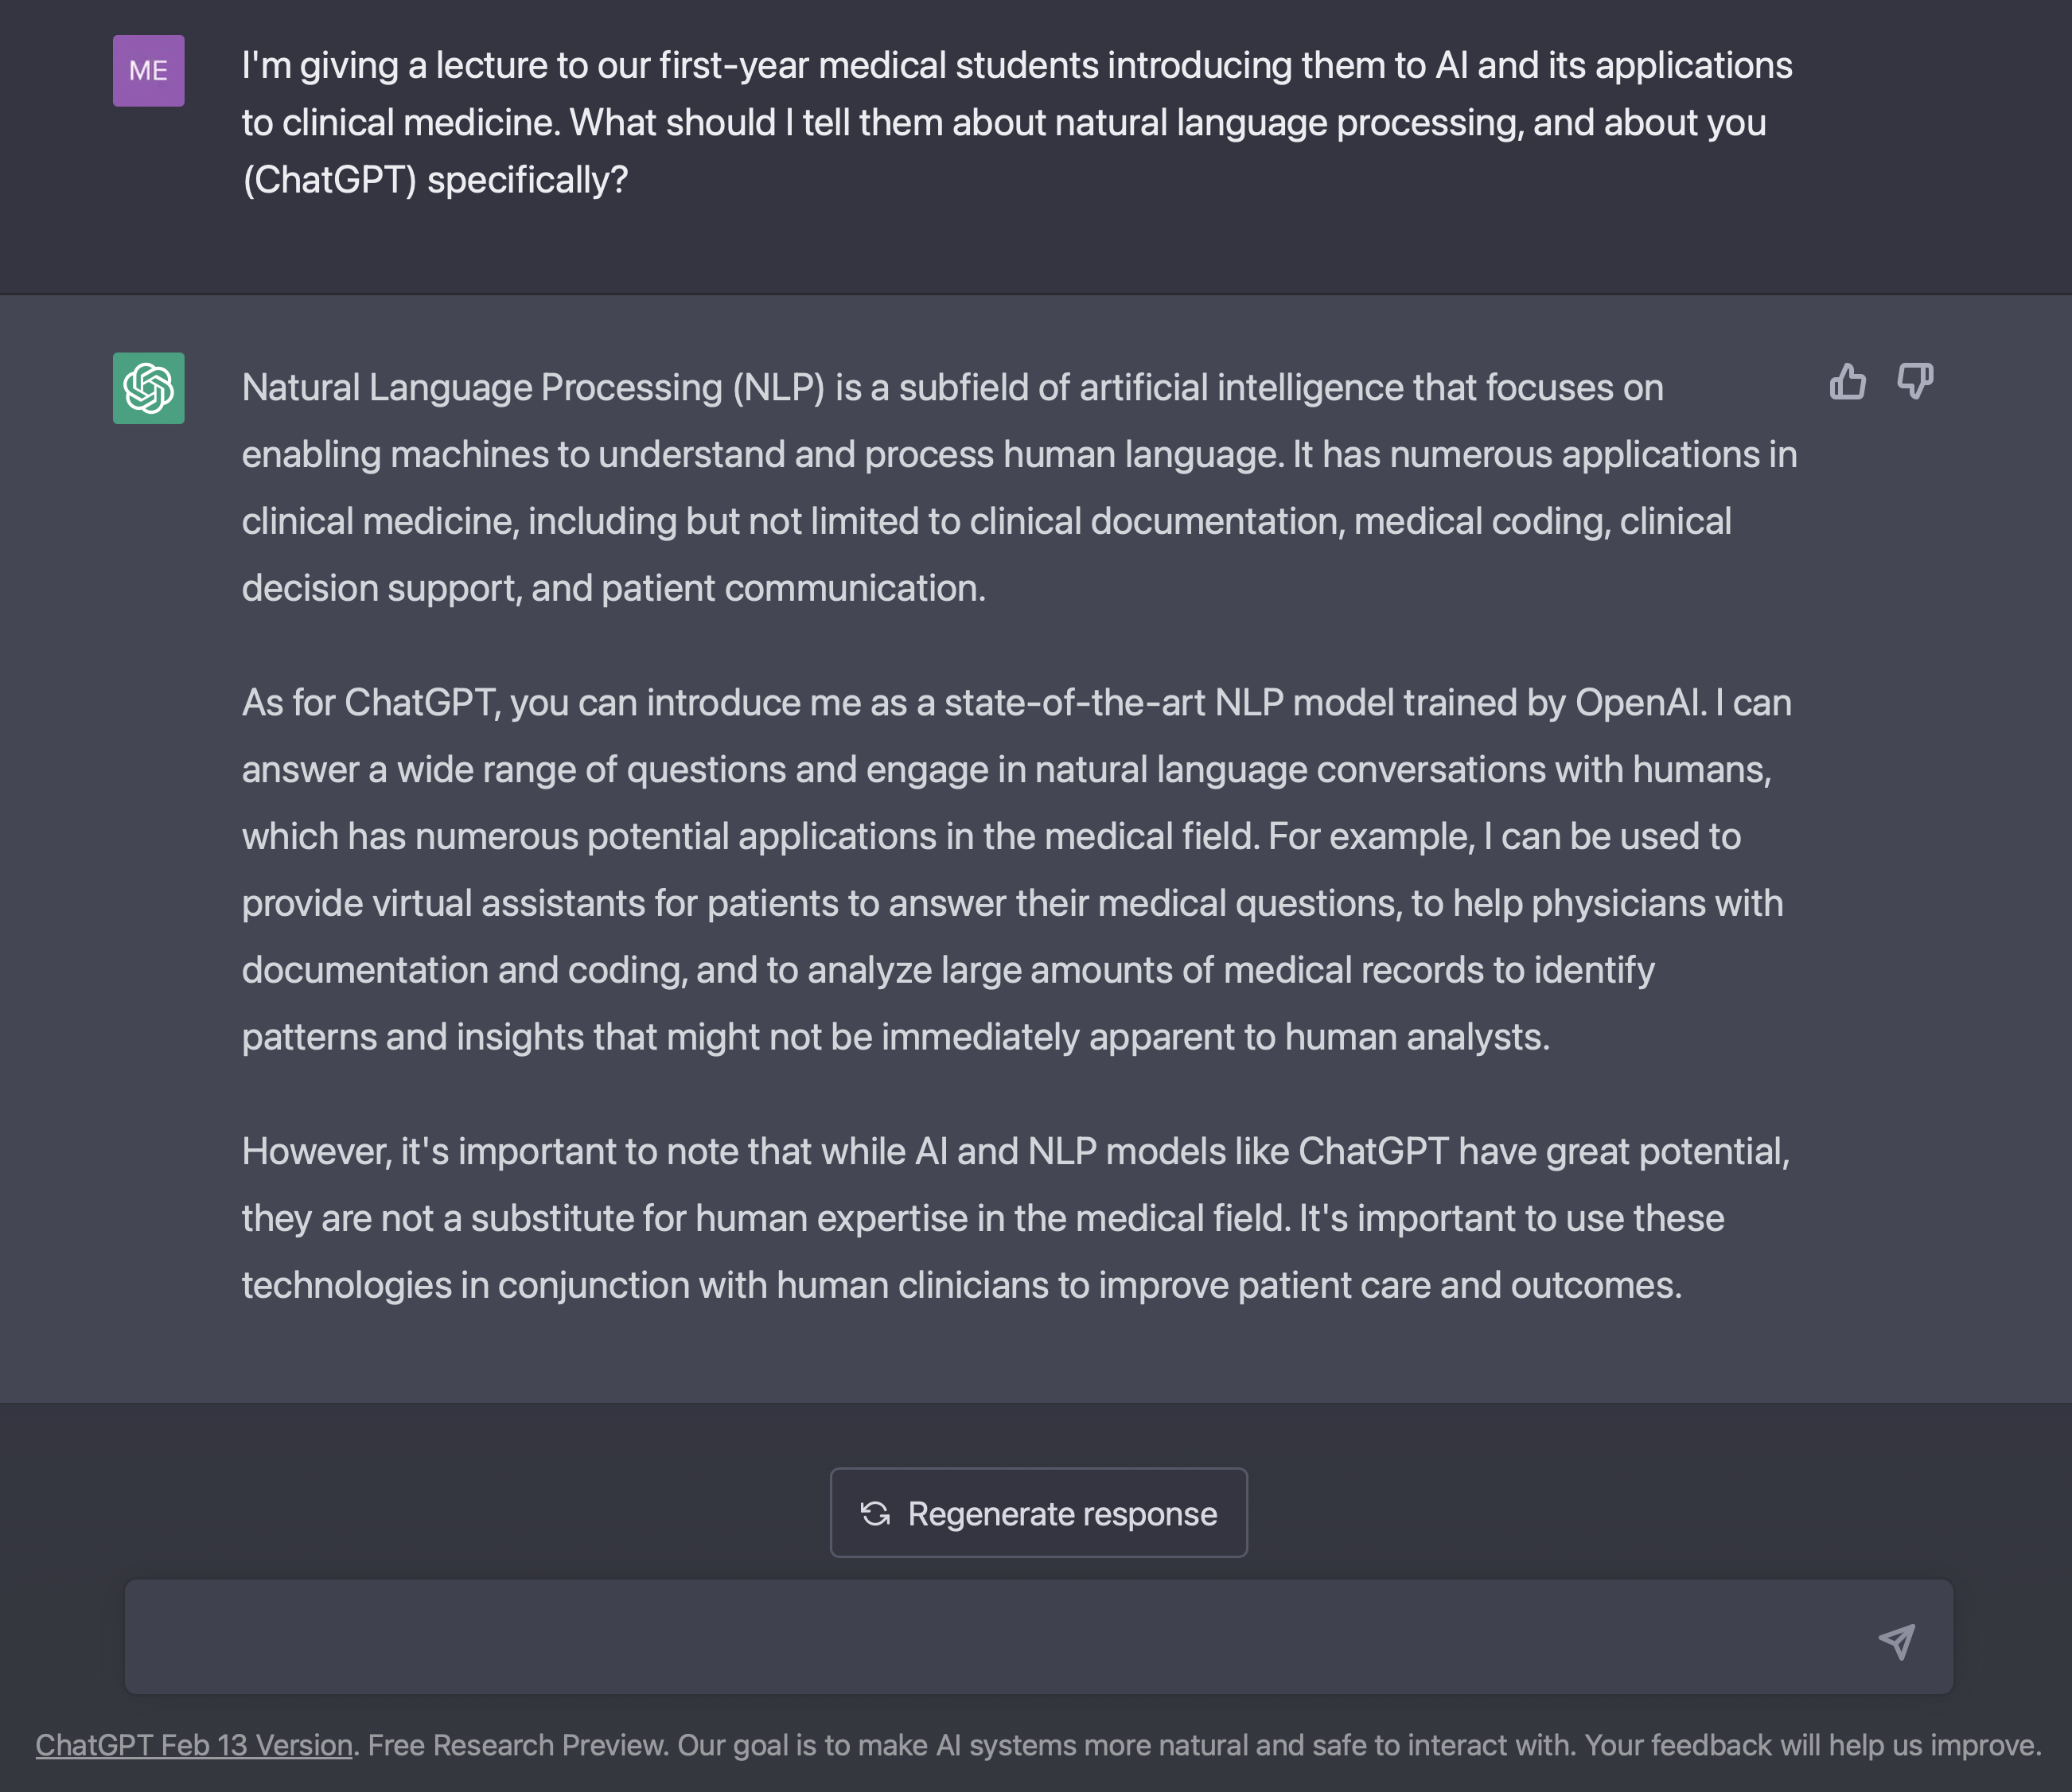 ME
I'm giving a lecture to our first-year medical students introducing them to AI and its applications
to clinical medicine. What should I tell them about natural language processing, and about you
(ChatGPT) specifically?
Natural Language Processing (NLP) is a subfield of artificial intelligence that focuses on
enabling machines to understand and process human language. It has numerous applications in
clinical medicine, including but not limited to clinical documentation, medical coding, clinical
decision support, and patient communication.
As for ChatGPT, you can introduce me as a state-of-the-art NLP model trained by OpenAI. I can
answer a wide range of questions and engage in natural language conversations with humans,
which has numerous potential applications in the medical field. For example, I can be used to
provide virtual assistants for patients to answer their medical questions, to help physicians with
documentation and coding, and to analyze large amounts of medical records to identify
patterns and insights that might not be immediately apparent to human analysts.
However, it's important to note that while AI and NLP models like ChatGPT have great potential,
they are not a substitute for human expertise in the medical field. It's important to use these
technologies in conjunction with human clinicians to improve patient care and outcomes.
Regenerate response
ChatGPT Feb 13 Version. Free Research Preview. Our goal is to make AI systems more natural and safe to interact with. Your feedback will help us improve.